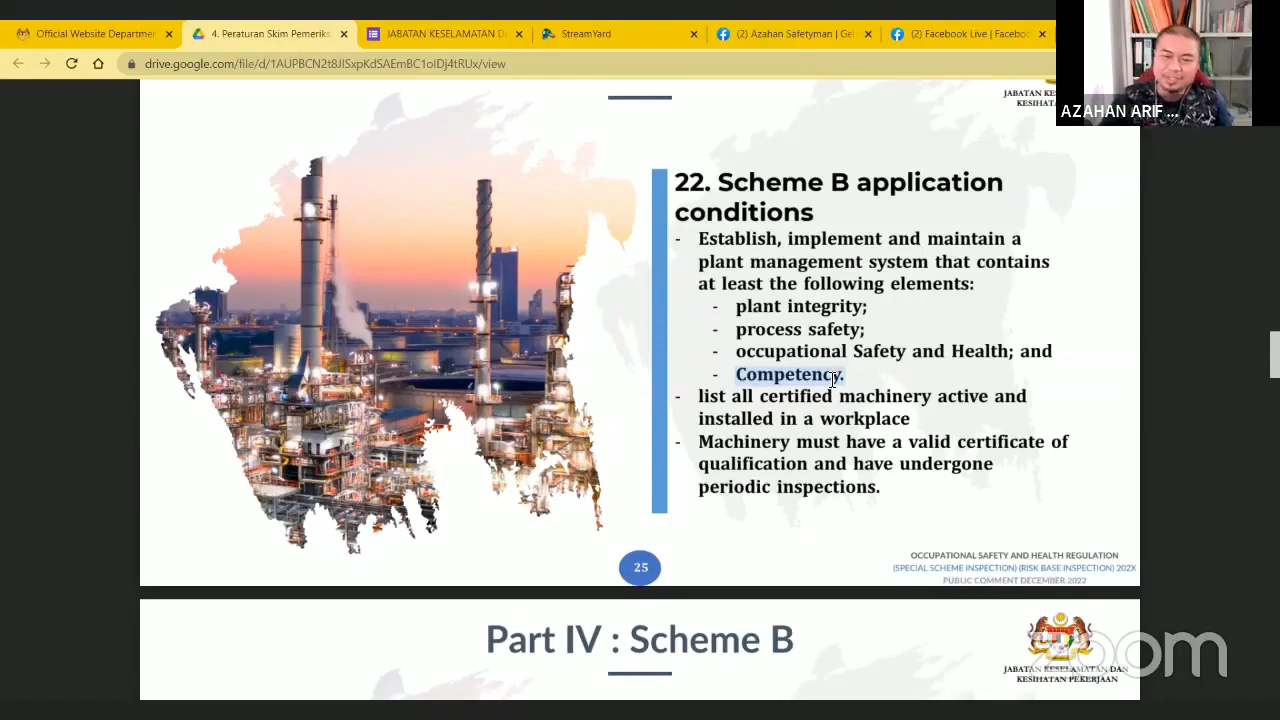 Official Website Departmen
4. Peraturan Skim Pemeriks
JABATAN KESELAMATAN D
StreamYard
(2) Azahan Safetyman | Gel
(2) Facebook Live | Faceboo
drive.google.com/file/d/1AUPBCN2t8JISxpKdSAEmBC1oIDj4tRUx/view
AZAHAN ARIF ...
22. Scheme B application
conditions
- Establish, implement and maintain a
plant management system that contains
at least the following elements:
- plant integrity;
- process safety;
- occupational Safety and Health; and
- Competency.
- list all certified machinery active and
installed in a workplace
- Machinery must have a valid certificate of
qualification and have undergone
periodic inspections.
25
OCCUPATIONAL SAFETY AND HEALTH REGULATION
(SPECIAL SCHEME INSPECTION) (RISK BASE INSPECTION) 202X
PUBLIC COMMENT DECEMBER 2022
Part IV : Scheme B
JABATAN KESELAMATAN DAN
KESIHATAN PEKERJAAN
zoom